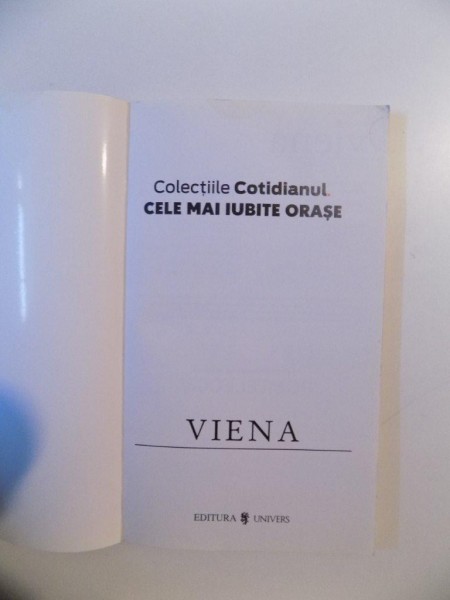 Colecțiile Cotidianul.
CELE MAI IUBITE ORAȘE
VIENA
EDITURA UNIVERS